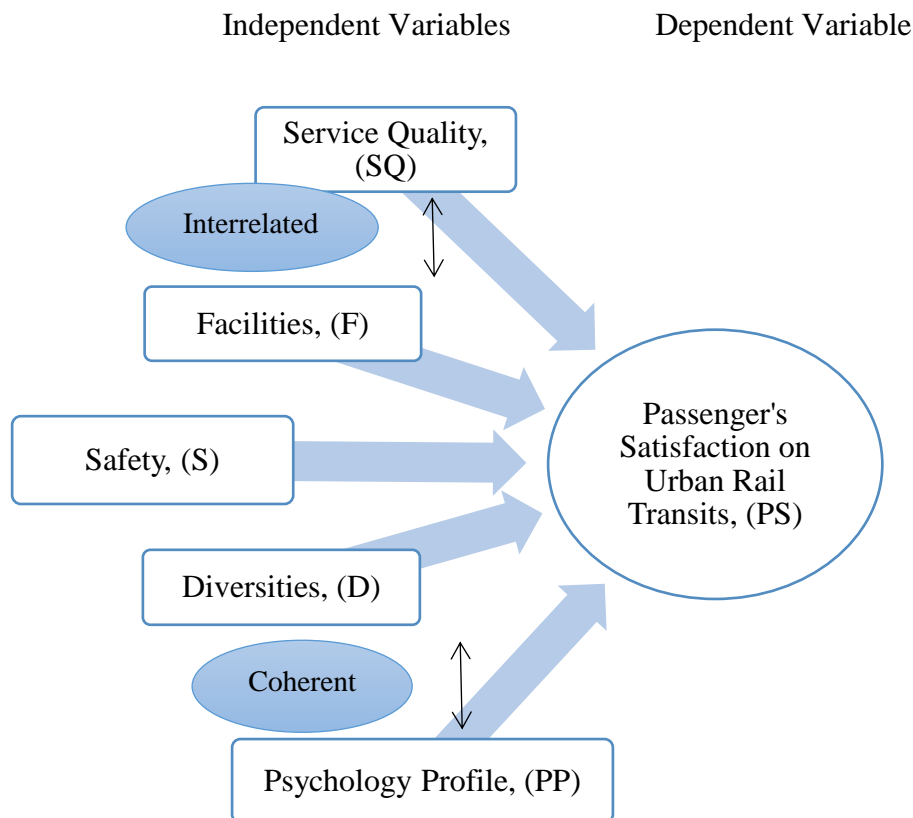 Independent Variables
Dependent Variable
Service Quality,
(SQ)
Interrelated
Facilities, (F)
Safety, (S)
Passenger's
Satisfaction on
Urban Rail
Transits, (PS)
Diversities, (D)
Coherent
Psychology Profile, (PP)